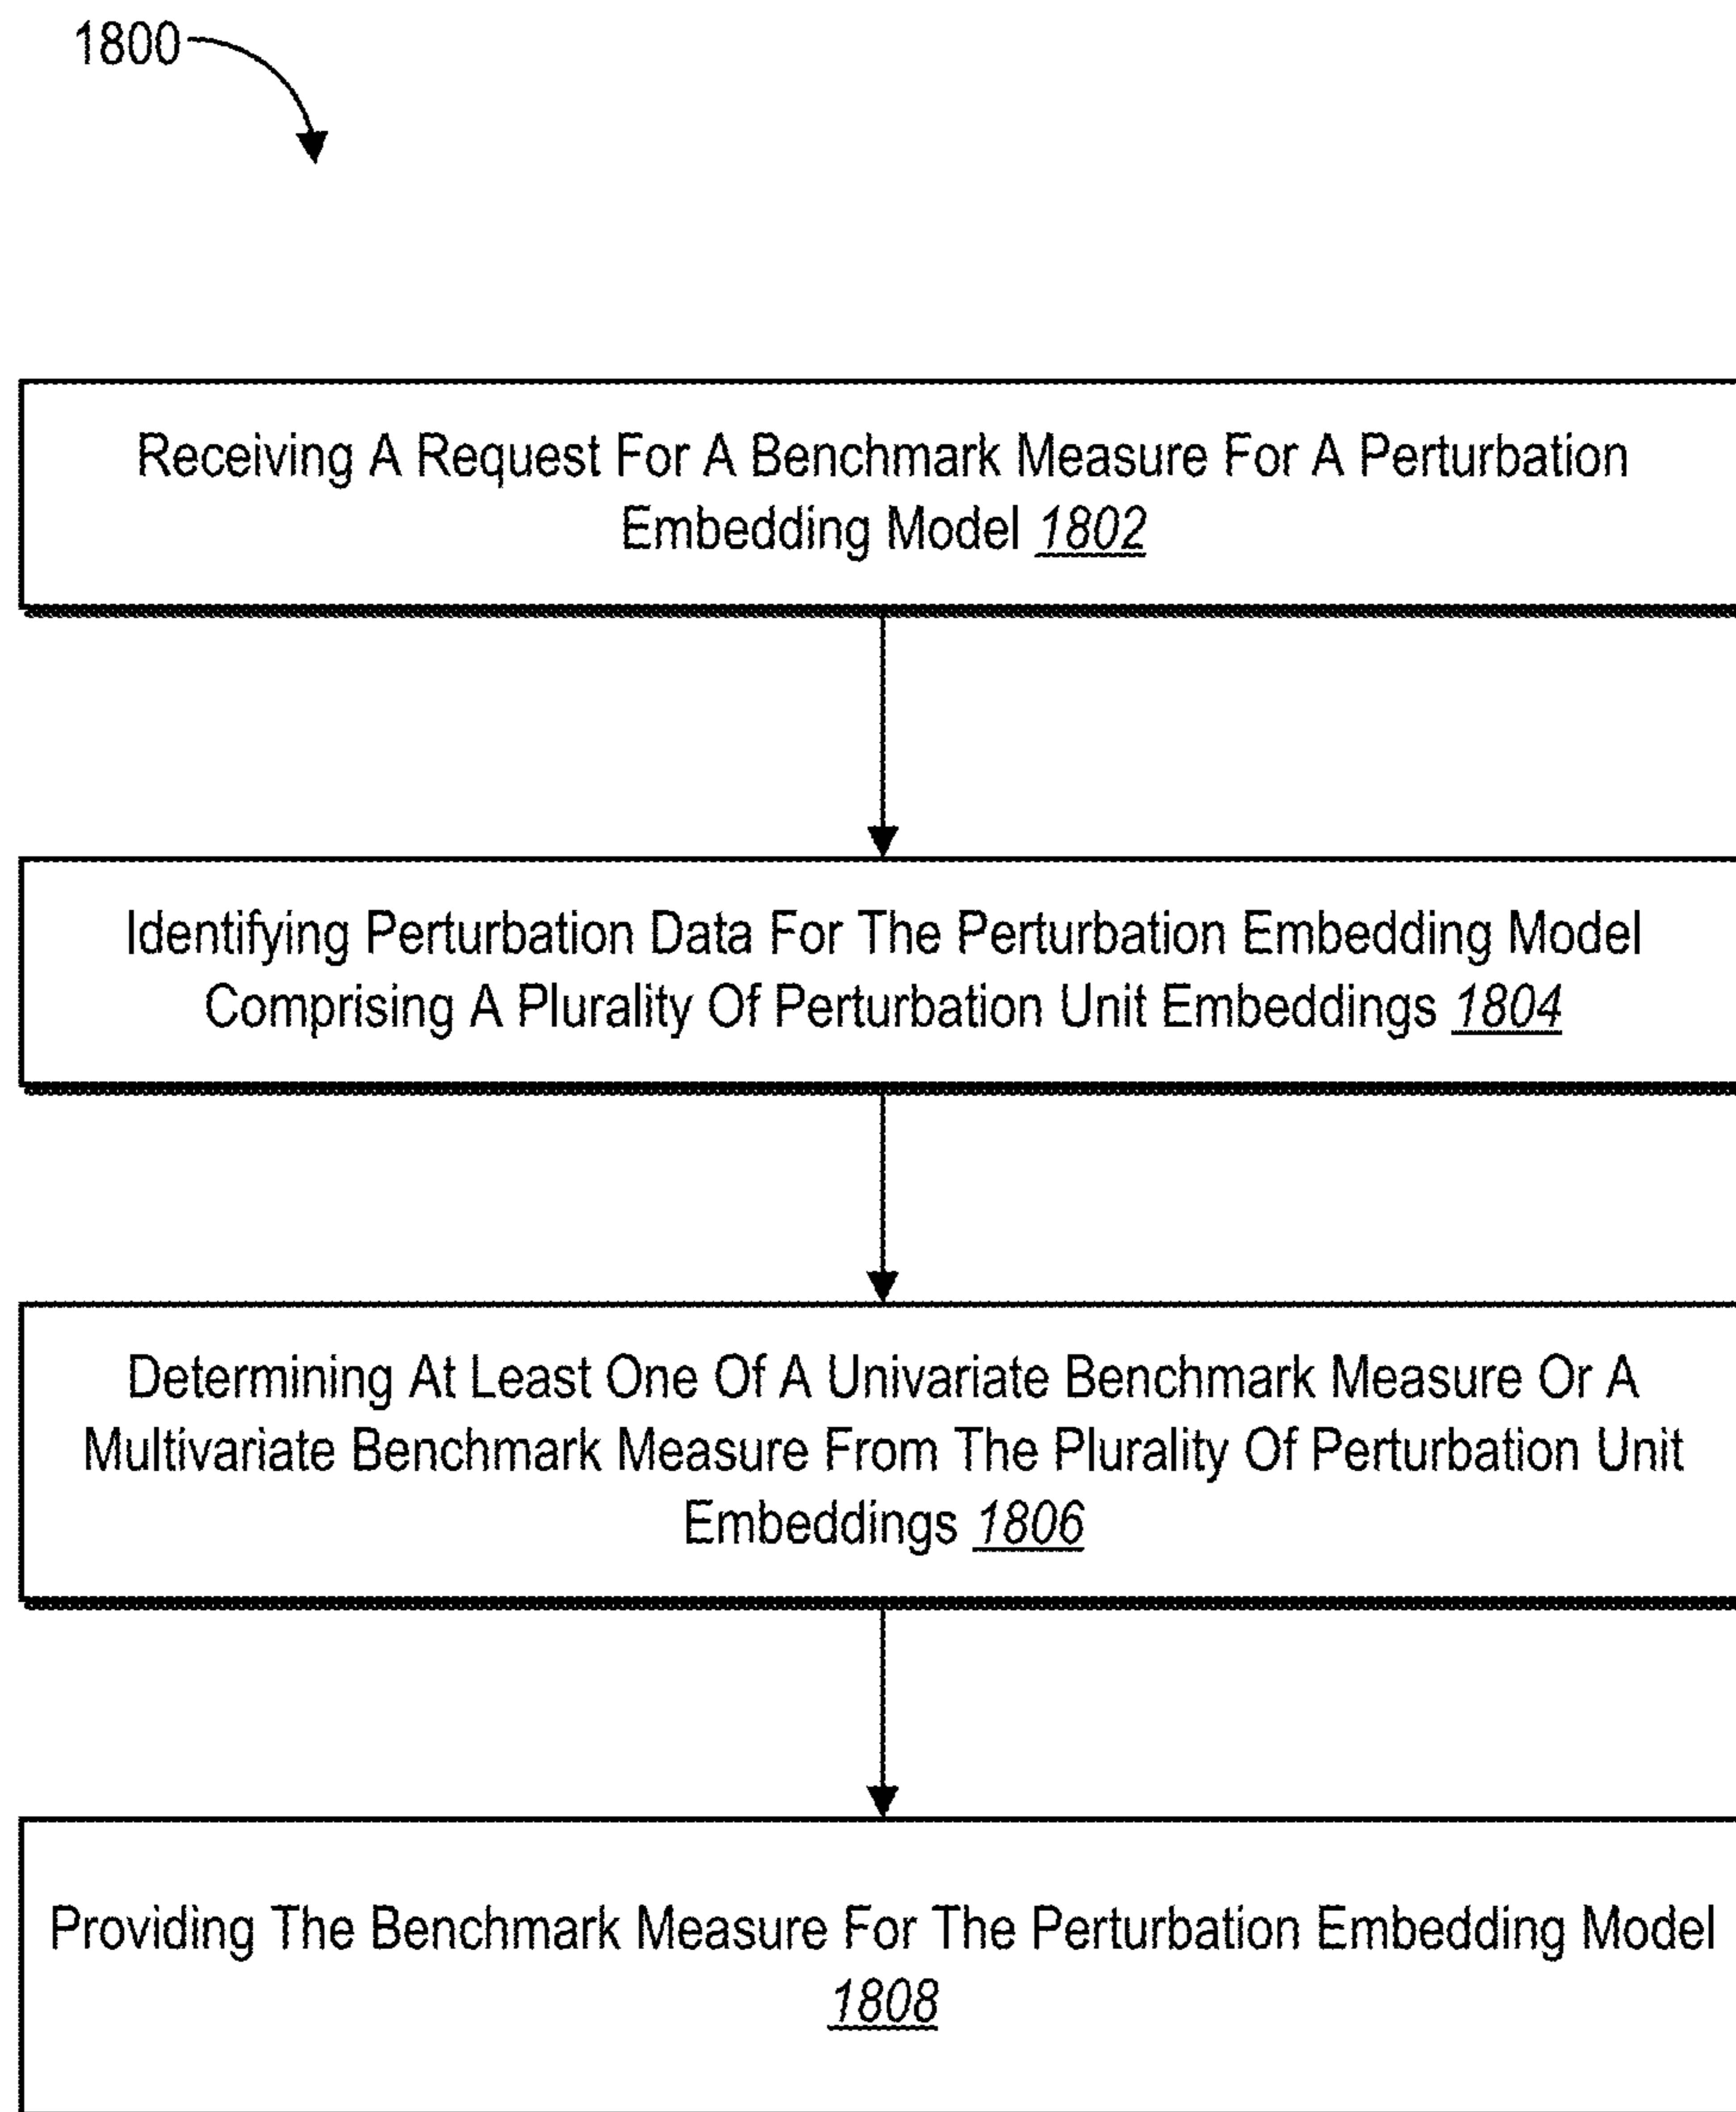 1800
Receiving A Request For A Benchmark Measure For A Perturbation
Embedding Model 1802
Identifying Perturbation Data For The Perturbation Embedding Model
Comprising A Plurality Of Perturbation Unit Embeddings 1804
Determining At Least One Of A Univariate Benchmark Measure Or A
Multivariate Benchmark Measure From The Plurality Of Perturbation Unit
Embeddings 1806
Providing The Benchmark Measure For The Perturbation Embedding Model
1808